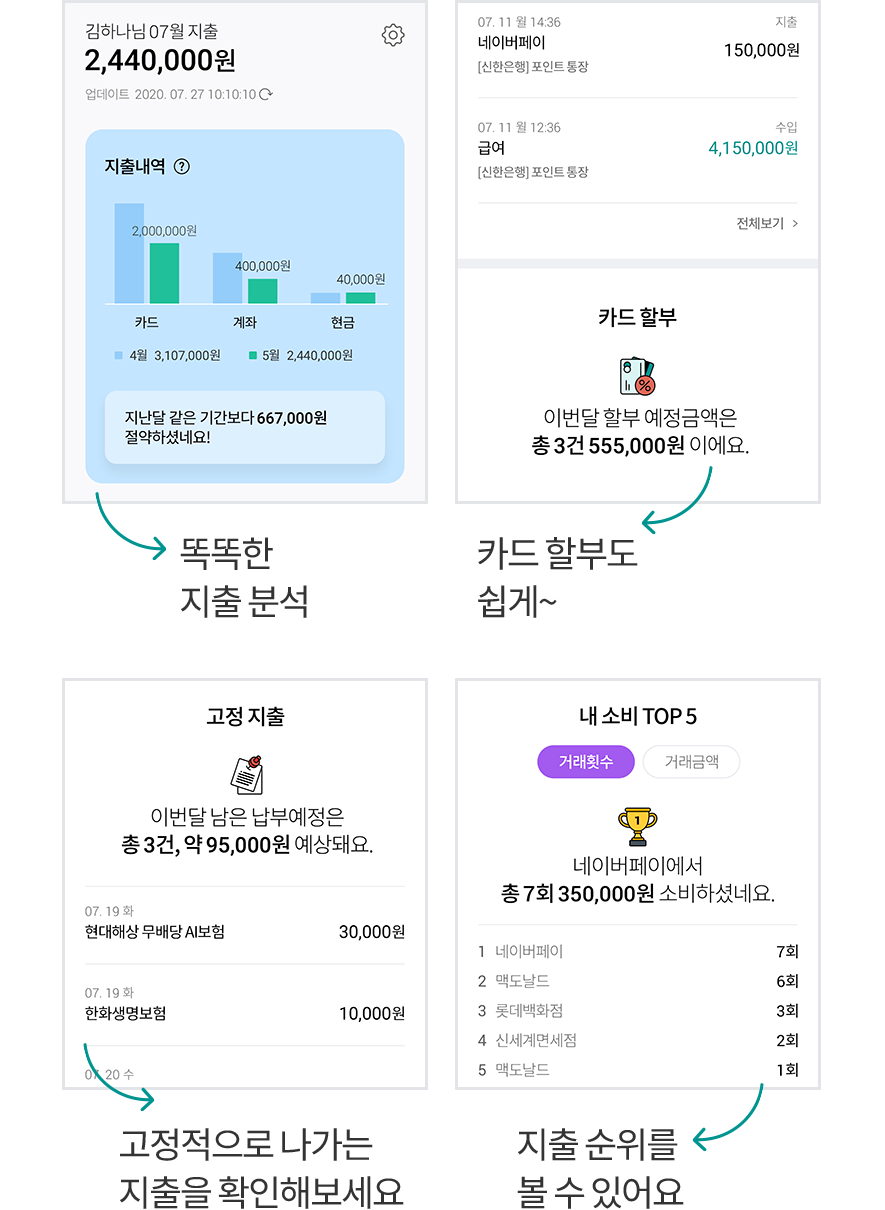 김하나님 07월 지출
2,440,000원
업데이트 2020. 07. 27 10:10:10
지출내역 ?
2,000,000원
400,000원
40,000원
카드 계좌 현금
4월 3,107,000원 5월 2,440,000원
지난달 같은 기간보다 667,000원
절약하셨네요!
똑똑한
지출 분석
07. 11 월 14:36 지출
네이버페이 150,000원
[신한은행] 포인트 통장
07. 11 월 12:36 수입
급여 4,150,000원
[신한은행] 포인트 통장
전체보기 >
카드 할부
%
이번달 할부 예정금액은
총 3건 555,000원 이에요.
카드 할부도
쉽게~
고정 지출
이번달 남은 납부예정은
총 3건, 약 95,000원 예상돼요.
07. 19 화
현대해상 무배당 AI보험 30,000원
07. 19 화
한화생명보험 10,000원
07. 20 수
고정적으로 나가는
지출을 확인해보세요
내 소비 TOP 5
거래횟수 거래금액
1
네이버페이에서
총 7회 350,000원 소비하셨네요.
1 네이버페이 7회
2 맥도날드 6회
3 롯데백화점 3회
4 신세계면세점 2회
5 맥도날드 1회
지출 순위를
볼 수 있어요